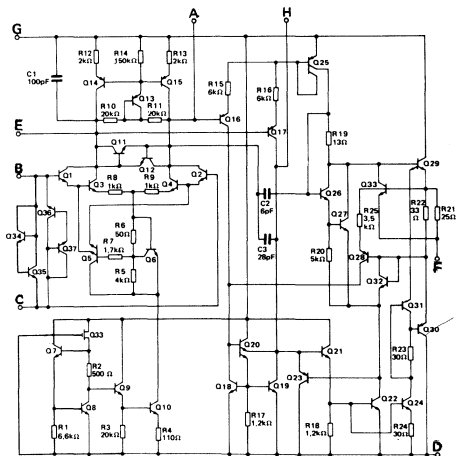 A
H
G
R12
2kΩ
R14
150kΩ
R13
2kΩ
Q25
C1
100pF
Q14
Q15
R15
6kΩ
R16
6kΩ
Q13
R10
20kΩ
R11
20kΩ
Q16
R19
13Ω
E
Q17
Q11
Q12
Q29
B
Q1
Q3
R8
1kΩ
R9
1kΩ
Q4
Q2
C2
6pF
Q26
Q33
Q36
Q27
R25
3,5
kΩ
R22
33
Ω
R21
25Ω
Q34
Q37
R6
50Ω
R7
1,7kΩ
Q5
Q6
C3
28pF
R20
5kΩ
Q28
F
Q35
R5
4kΩ
Q32
C
Q31
Q33
Q30
Q7
Q20
Q21
R23
30Ω
R2
500 Ω
Q9
Q18
Q19
Q23
Q8
Q10
Q22
Q24
R1
6,6kΩ
R3
20kΩ
R4
110Ω
R17
1,2kΩ
R18
1,2kΩ
R24
30Ω
D